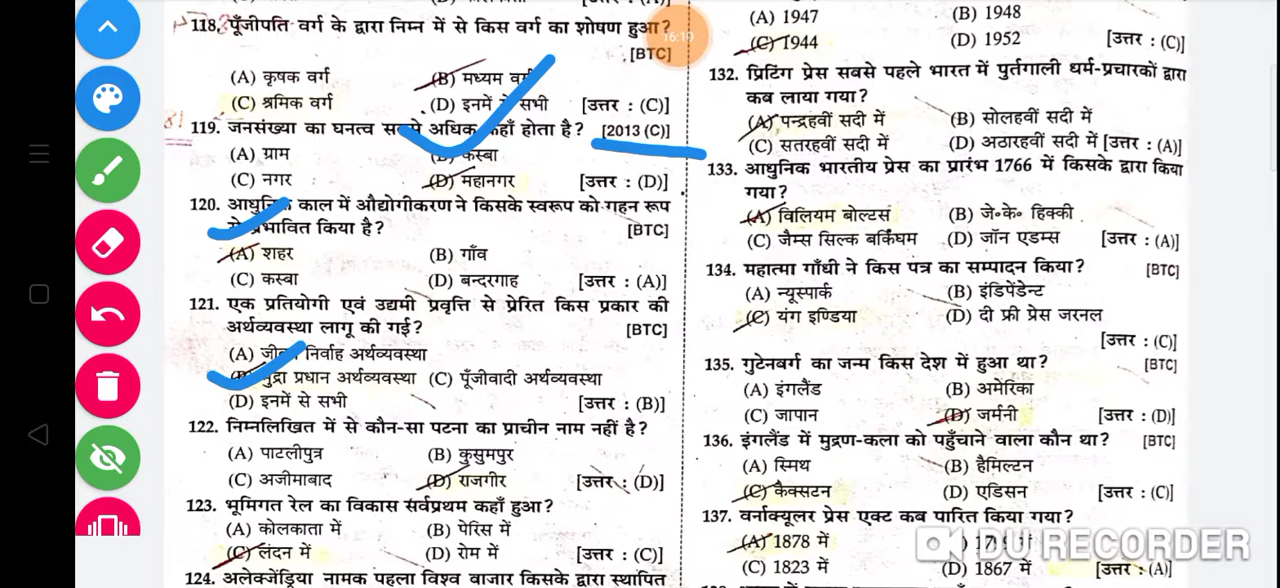 118. पूँजीपति वर्ग के द्वारा निम्न में से किस वर्ग का शोषण हुआ?
[BTC]
(A) कृषक वर्ग (B) मध्यम वर्ग
(C) श्रमिक वर्ग (D) इनमें से सभी [उत्तर : (C)]
119. जनसंख्या का घनत्व सबसे अधिक कहाँ होता है? [2013 (C)]
(A) ग्राम (B) कस्बा
(C) नगर (D) महानगर [उत्तर : (D)]
120. आधुनिक काल में औद्योगीकरण ने किसके स्वरूप को गहन रूप
से प्रभावित किया है? [BTC]
(A) शहर (B) गाँव
(C) कस्बा (D) बन्दरगाह [उत्तर : (A)]
121. एक प्रतियोगी एवं उद्यमी प्रवृत्ति से प्रेरित किस प्रकार की
अर्थव्यवस्था लागू की गई? [BTC]
(A) जीवन निर्वाह अर्थव्यवस्था
(B) मुद्रा प्रधान अर्थव्यवस्था (C) पूँजीवादी अर्थव्यवस्था
(D) इनमें से सभी [उत्तर : (B)]
122. निम्नलिखित में से कौन-सा पटना का प्राचीन नाम नहीं है?
(A) पाटलीपुत्र (B) कुसुमपुर
(C) अजीमाबाद (D) राजगीर [उत्तर : (D)]
123. भूमिगत रेल का विकास सर्वप्रथम कहाँ हुआ?
(A) कोलकाता में (B) पेरिस में
(C) लंदन में (D) रोम में [उत्तर : (C)]
124. अलेक्जेंड्रिया नामक पहला विश्व बाजार किसके द्वारा स्थापित
16:19
(A) 1947 (B) 1948
(C) 1944 (D) 1952 [उत्तर : (C)]
132. प्रिटिंग प्रेस सबसे पहले भारत में पुर्तगाली धर्म-प्रचारकों द्वारा
कब लाया गया?
(A) पन्द्रहवीं सदी में (B) सोलहवीं सदी में
(C) सतरहवीं सदी में (D) अठारहवीं सदी में [उत्तर : (A)]
133. आधुनिक भारतीय प्रेस का प्रारंभ 1766 में किसके द्वारा किया
गया?
(A) विलियम बोल्टस (B) जे॰के॰ हिक्की
(C) जैम्स सिल्क बर्किंघम (D) जॉन एडम्स [उत्तर : (A)]
134. महात्मा गाँधी ने किस पत्र का सम्पादन किया? [BTC]
(A) न्यूस्पार्क (B) इंडिपेंडेन्ट
(C) यंग इण्डिया (D) दी फ्री प्रेस जरनल
[उत्तर : (C)]
135. गुटेनबर्ग का जन्म किस देश में हुआ था? [BTC]
(A) इंगलैंड (B) अमेरिका
(C) जापान (D) जर्मनी [उत्तर : (D)]
136. इंगलैंड में मुद्रण-कला को पहुँचाने वाला कौन था? [BTC]
(A) स्मिथ (B) हैमिल्टन
(C) कैक्सटन (D) एडिसन [उत्तर : (C)]
137. वर्नाक्यूलर प्रेस एक्ट कब पारित किया गया?
(A) 1878 में
(C) 1823 में (D) 1867 में [उत्तर : (A)]
DU RECORDER